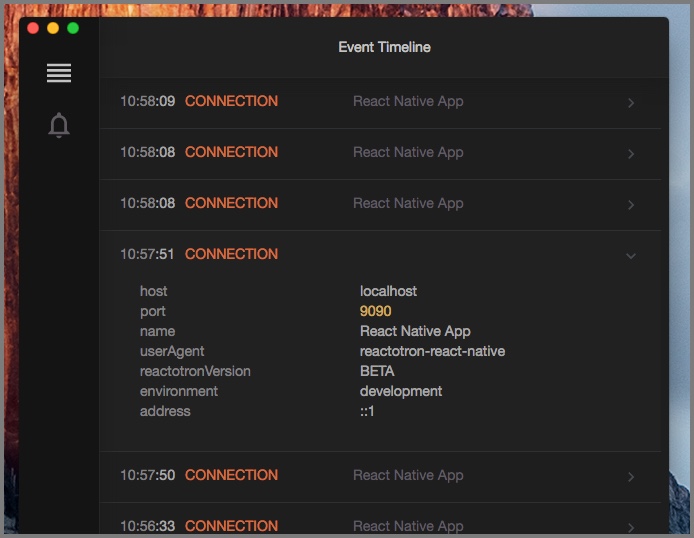 Event Timeline
10:58:09 CONNECTION React Native App
10:58:08 CONNECTION React Native App
10:58:08 CONNECTION React Native App
10:57:51 CONNECTION
host localhost
port 9090
name React Native App
userAgent reactotron-react-native
reactotronVersion BETA
environment development
address ::1
10:57:50 CONNECTION React Native App
10:56:33 CONNECTION React Native App